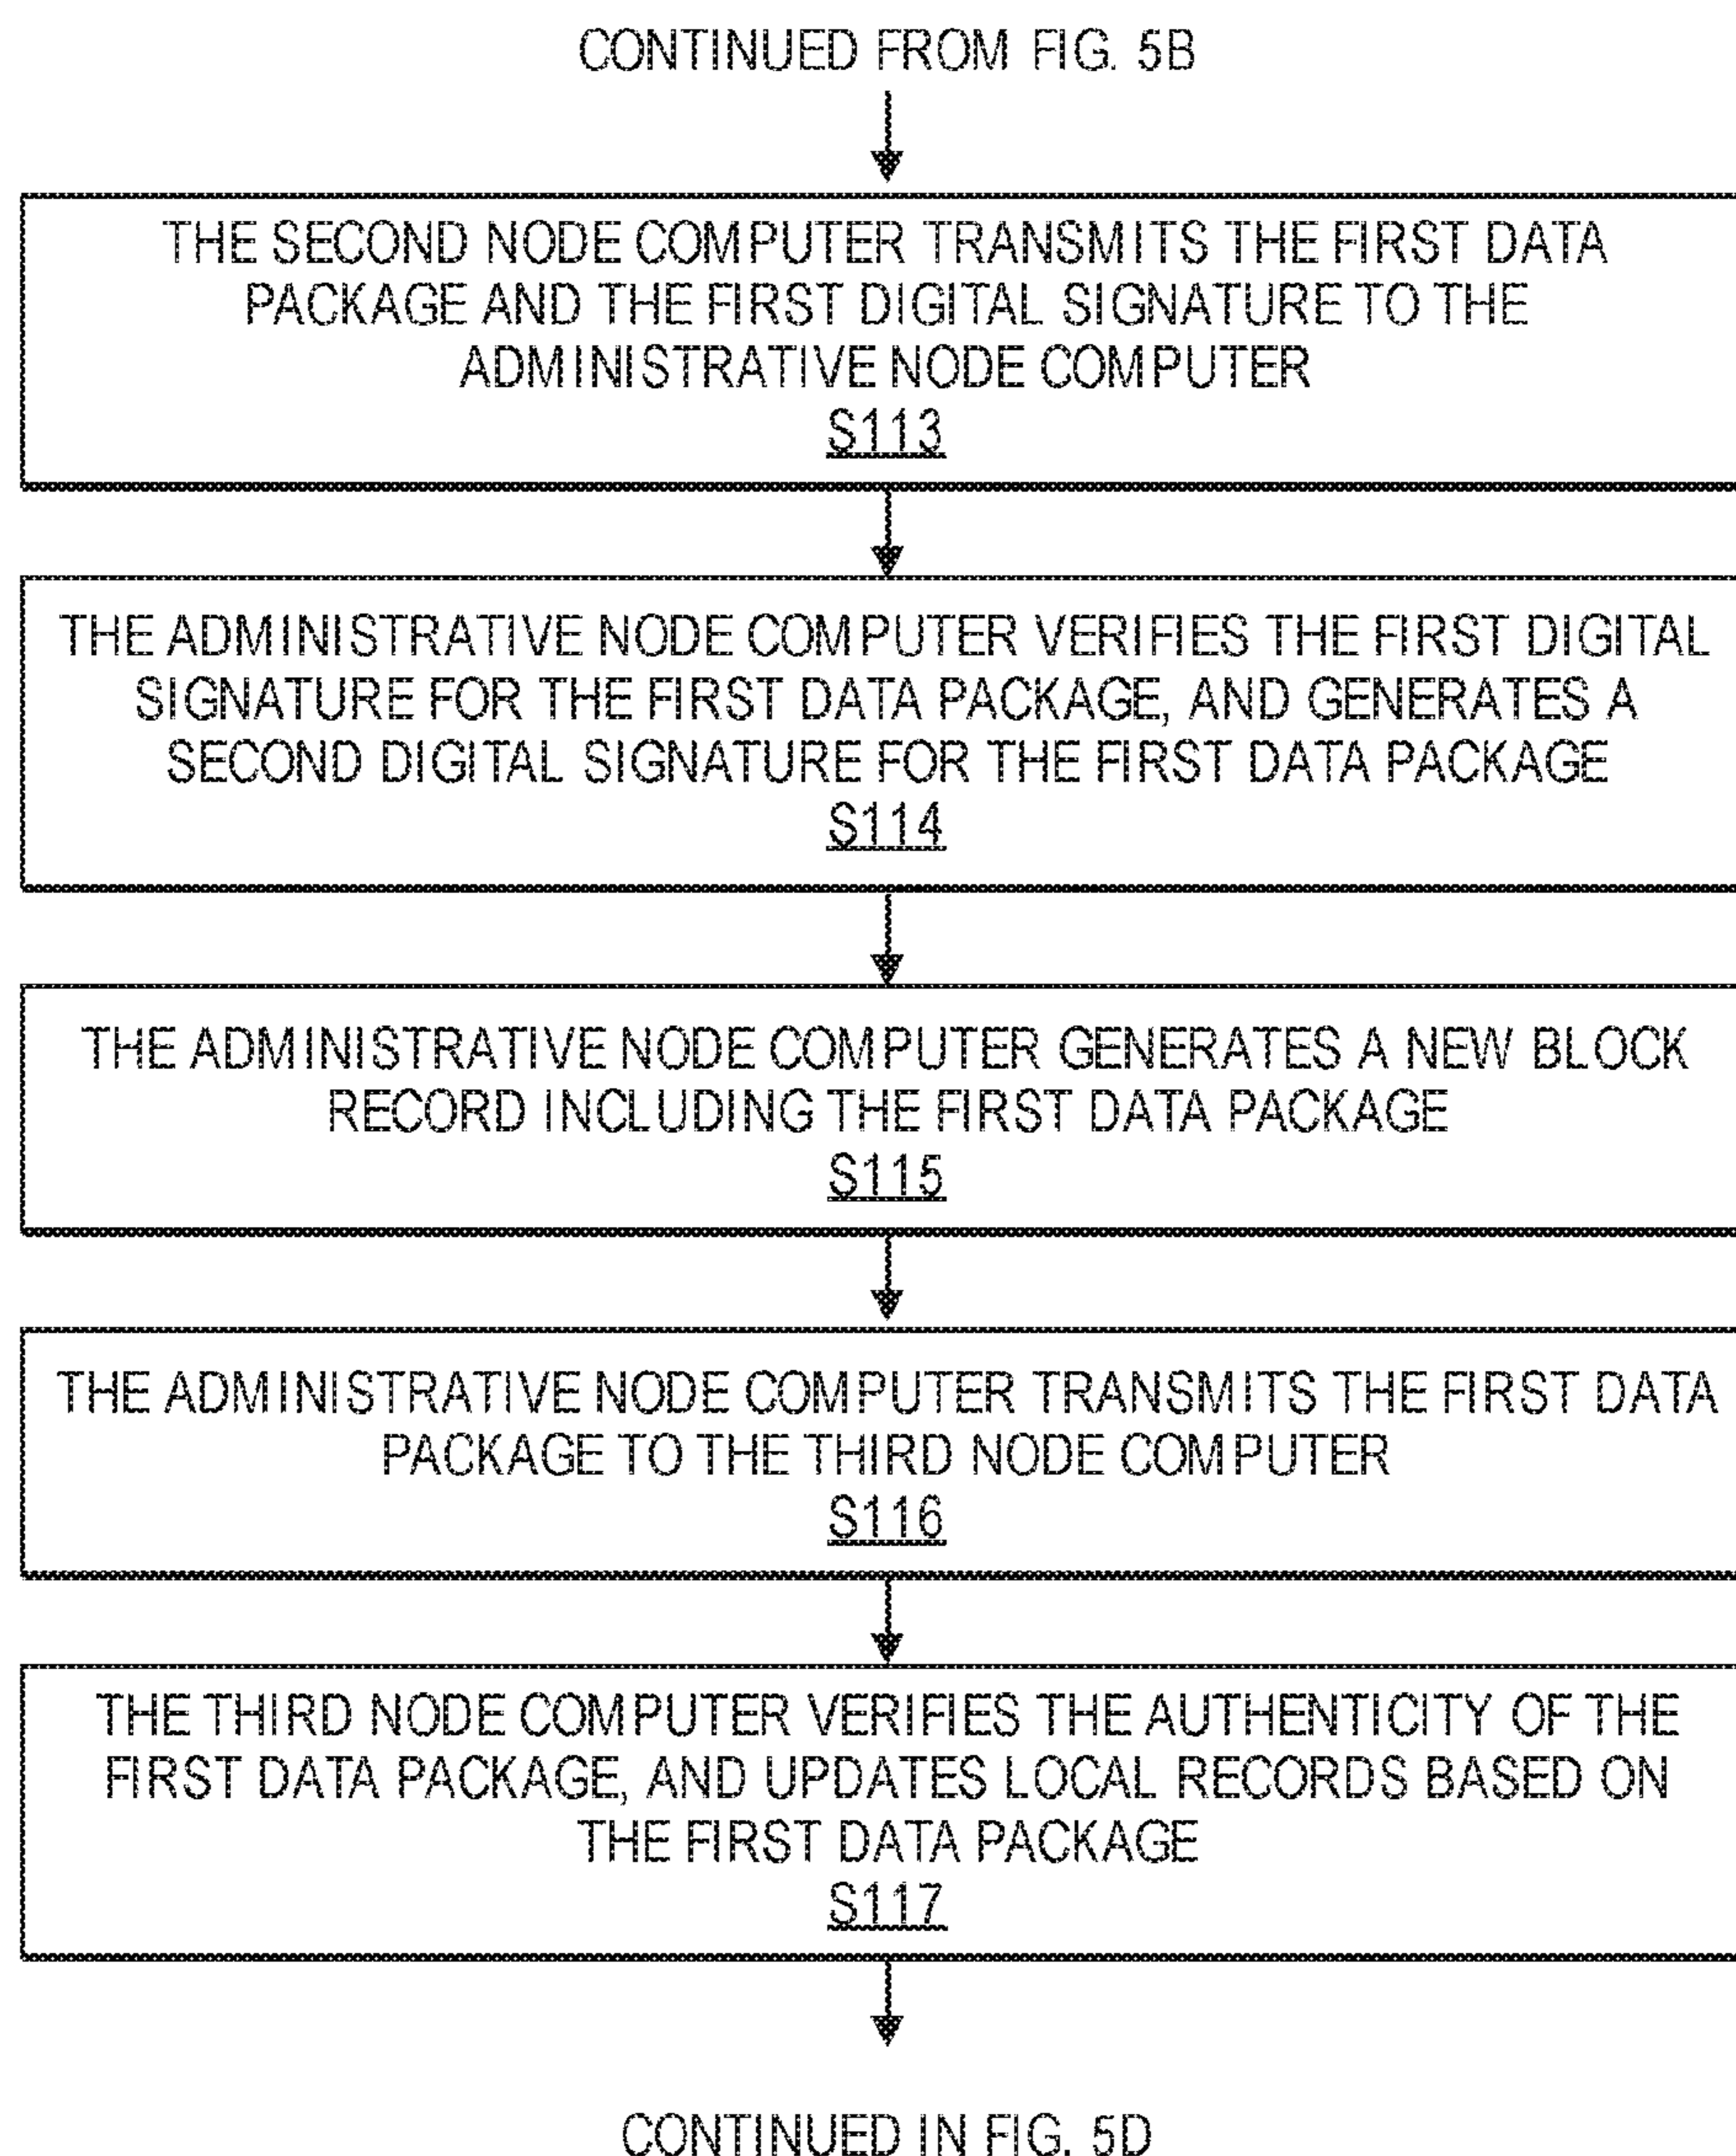 CONTINUED FROM FIG. 5B
THE SECOND NODE COMPUTER TRANSMITS THE FIRST DATA
PACKAGE AND THE FIRST DIGITAL SIGNATURE TO THE
ADMINISTRATIVE NODE COMPUTER
S113
THE ADMINISTRATIVE NODE COMPUTER VERIFIES THE FIRST DIGITAL
SIGNATURE FOR THE FIRST DATA PACKAGE, AND GENERATES A
SECOND DIGITAL SIGNATURE FOR THE FIRST DATA PACKAGE
S114
THE ADMINISTRATIVE NODE COMPUTER GENERATES A NEW BLOCK
RECORD INCLUDING THE FIRST DATA PACKAGE
S115
THE ADMINISTRATIVE NODE COMPUTER TRANSMITS THE FIRST DATA
PACKAGE TO THE THIRD NODE COMPUTER
S116
THE THIRD NODE COMPUTER VERIFIES THE AUTHENTICITY OF THE
FIRST DATA PACKAGE, AND UPDATES LOCAL RECORDS BASED ON
THE FIRST DATA PACKAGE
S117
CONTINUED IN FIG. 5D